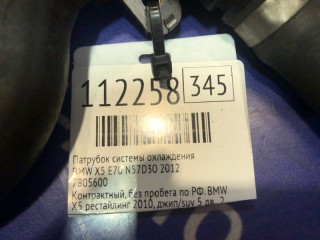 112258 345
Патрубок системы охлаждения
BMW X5 E70 N57D30 2012
7805600
Контрактный, без пробега по РФ. BMW
X5 рестайлинг 2010, джип/suv 5 дв., 2